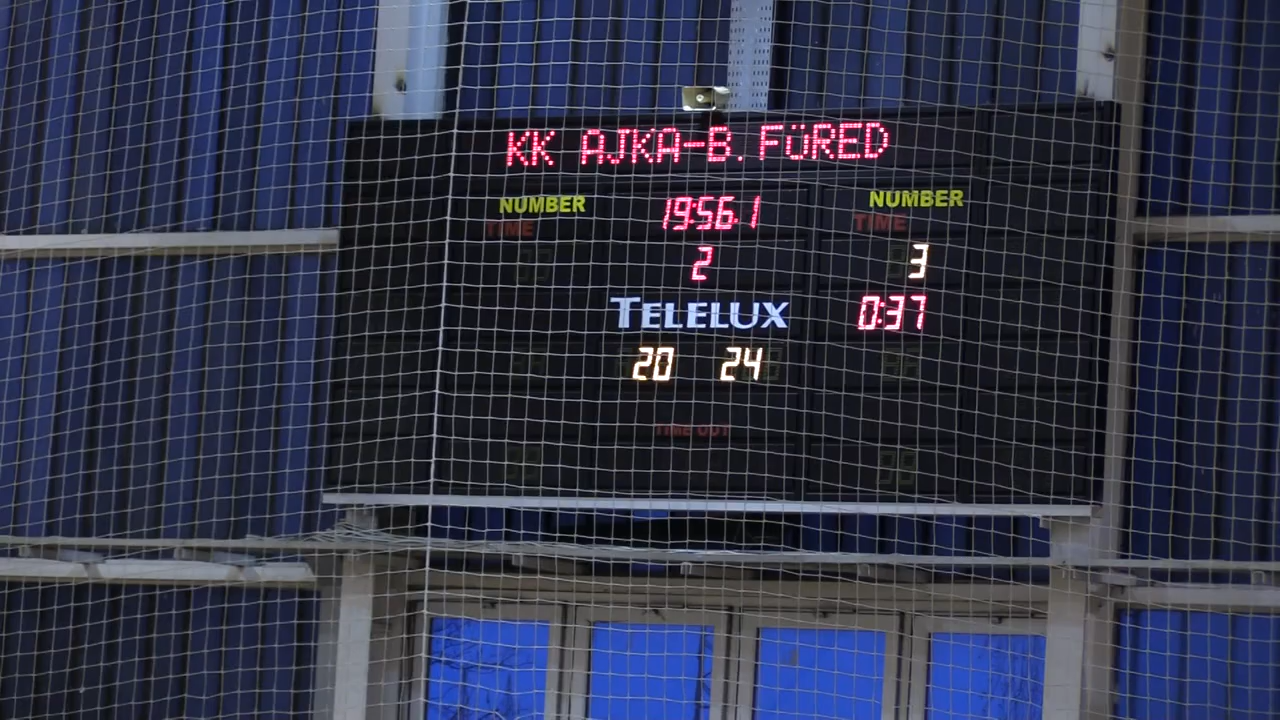 KK AJKA-B. FÜRED
NUMBER 19:56.1 NUMBER
TIME TIME
2 3
TELELUX 0:37
20 24
TIME OUT